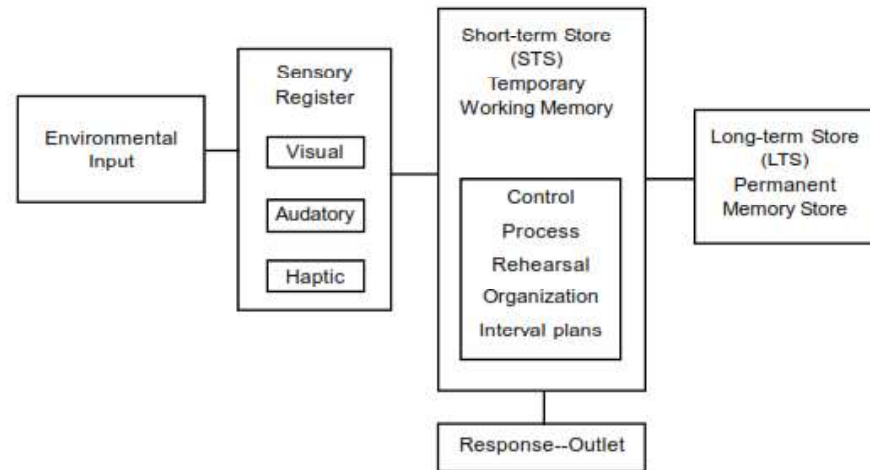 Environmental
Input
Sensory
Register
Visual
Audatory
Haptic
Short-term Store
(STS)
Temporary
Working Memory
Control
Process
Rehearsal
Organization
Interval plans
Response--Outlet
Long-term Store
(LTS)
Permanent
Memory Store